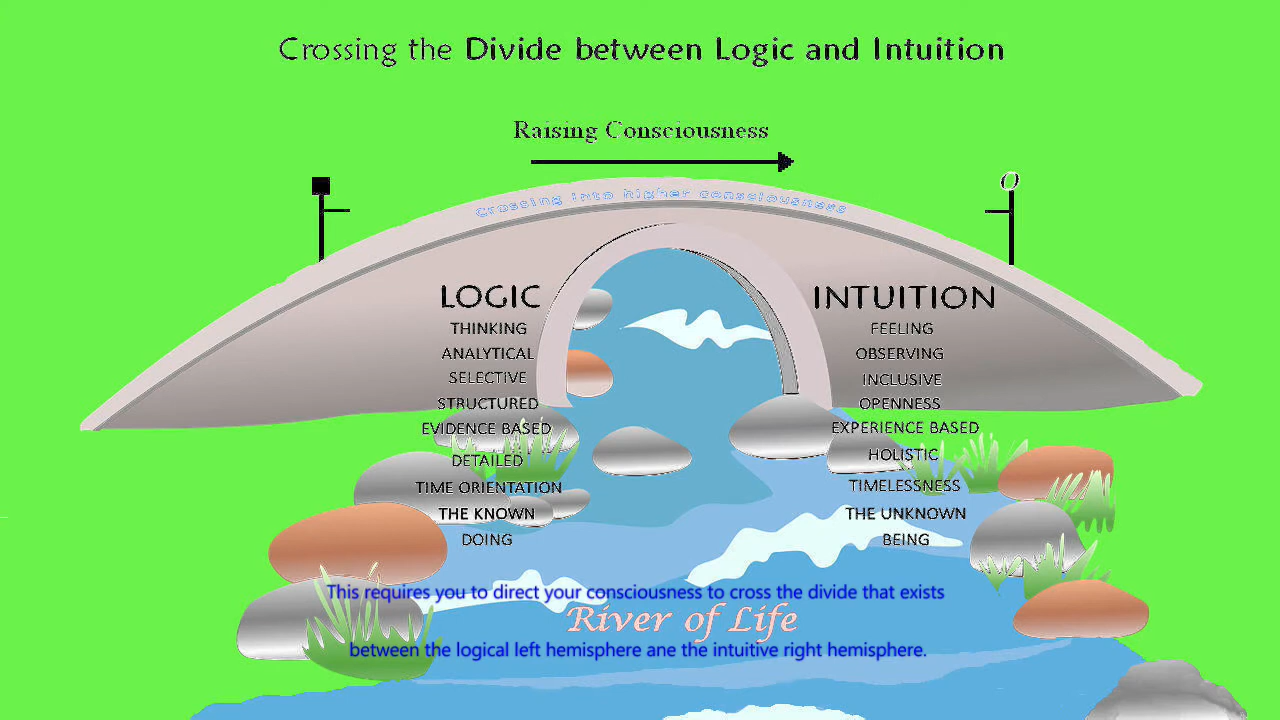 Crossing the Divide between Logic and Intuition
Raising Consciousness
O
Crossing into higher consciousness
LOGIC
THINKING
ANALYTICAL
SELECTIVE
STRUCTURED
EVIDENCE BASED
DETAILED
TIME ORIENTATION
THE KNOWN
DOING
INTUITION
FEELING
OBSERVING
INCLUSIVE
OPENNESS
EXPERIENCE BASED
HOLISTIC
TIMELESSNESS
THE UNKNOWN
BEING
This requires you to direct your consciousness to cross the divide that exists
River of Life
between the logical left hemisphere ane the intuitive right hemisphere.